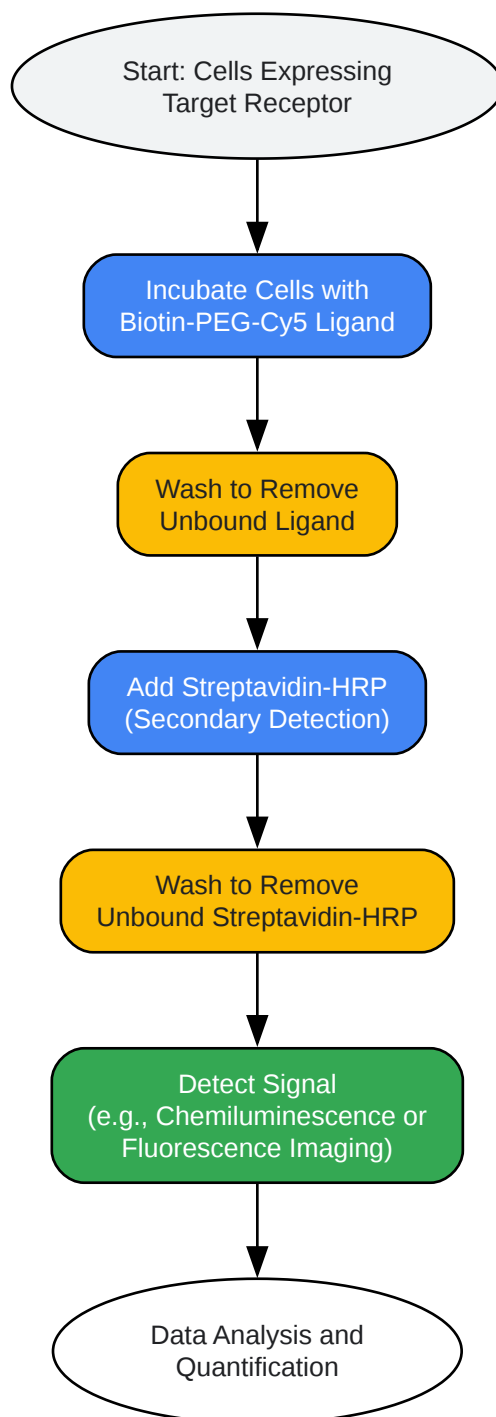 Start: Cells Expressing
Target Receptor
Incubate Cells with
Biotin-PEG-Cy5 Ligand
Wash to Remove
Unbound Ligand
Add Streptavidin-HRP
(Secondary Detection)
Wash to Remove
Unbound Streptavidin-HRP
Detect Signal
(e.g., Chemiluminescence or
Fluorescence Imaging)
Data Analysis and
Quantification